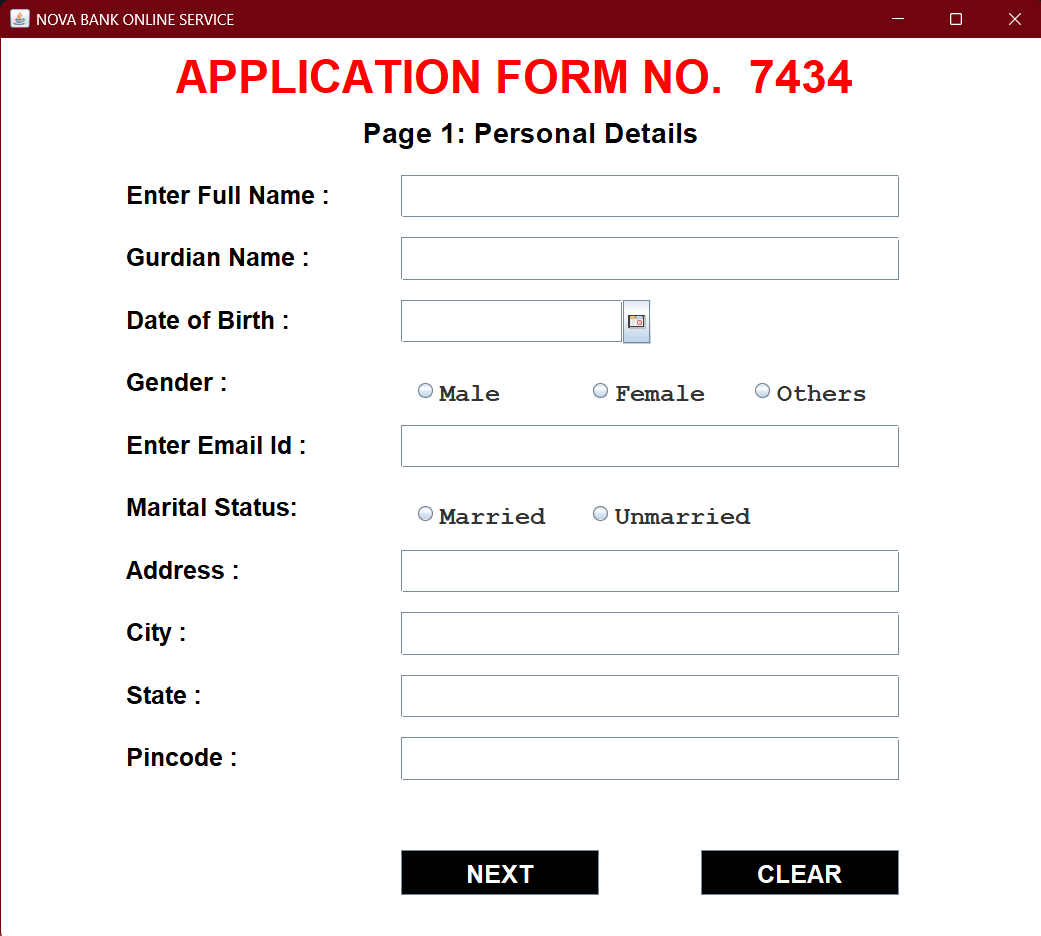 NOVA BANK ONLINE SERVICE
APPLICATION FORM NO. 7434
Page 1: Personal Details
Enter Full Name :
Gurdian Name :
Date of Birth :
Gender : Male Female Others
Enter Email Id :
Marital Status: Married Unmarried
Address :
City :
State :
Pincode :
NEXT CLEAR